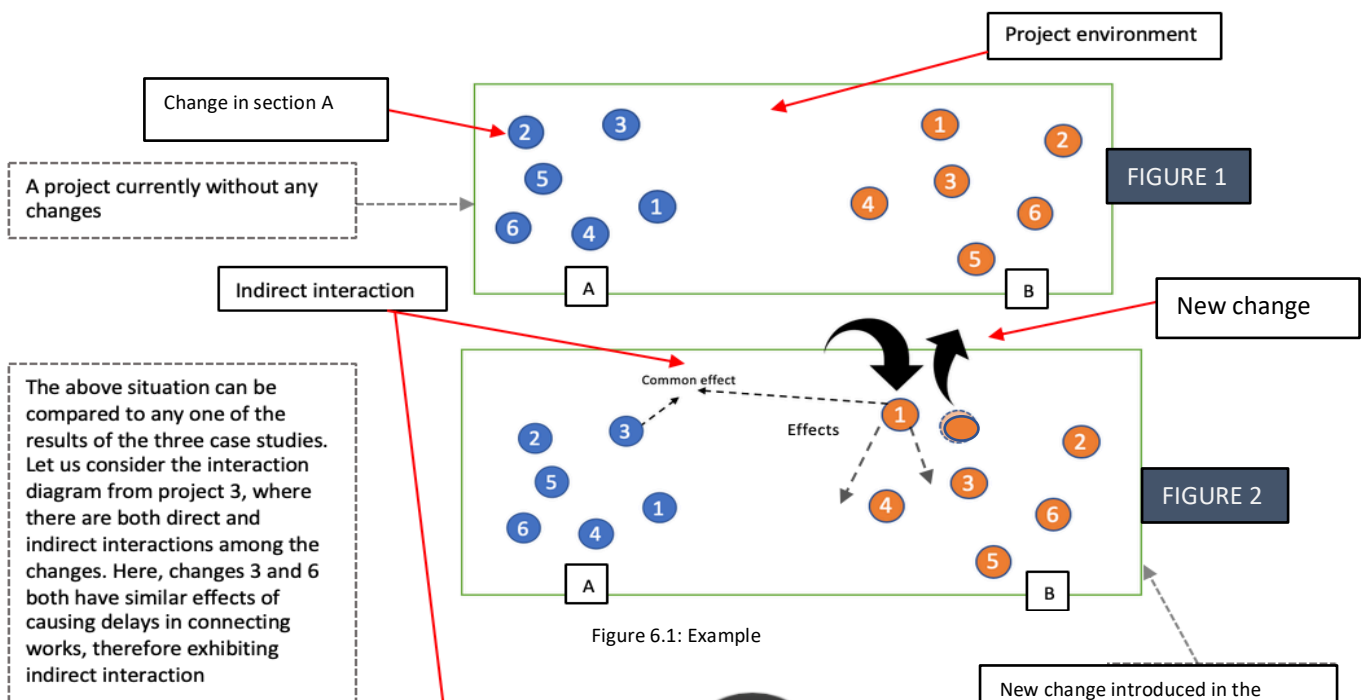 Project environment
Change in section A
2
3
1
2
A project currently without any
changes
5
3
FIGURE 1
1
4
6
6
4
5
A
B
Indirect interaction
New change
The above situation can be
compared to any one of the
results of the three case studies.
Let us consider the interaction
diagram from project 3, where
there are both direct and
indirect interactions among the
changes. Here, changes 3 and 6
both have similar effects of
causing delays in connecting
works, therefore exhibiting
indirect interaction
Common effect
1
Effects
2
3
2
5
3
FIGURE 2
1
4
6
6
4
5
A
B
Figure 6.1: Example
New change introduced in the